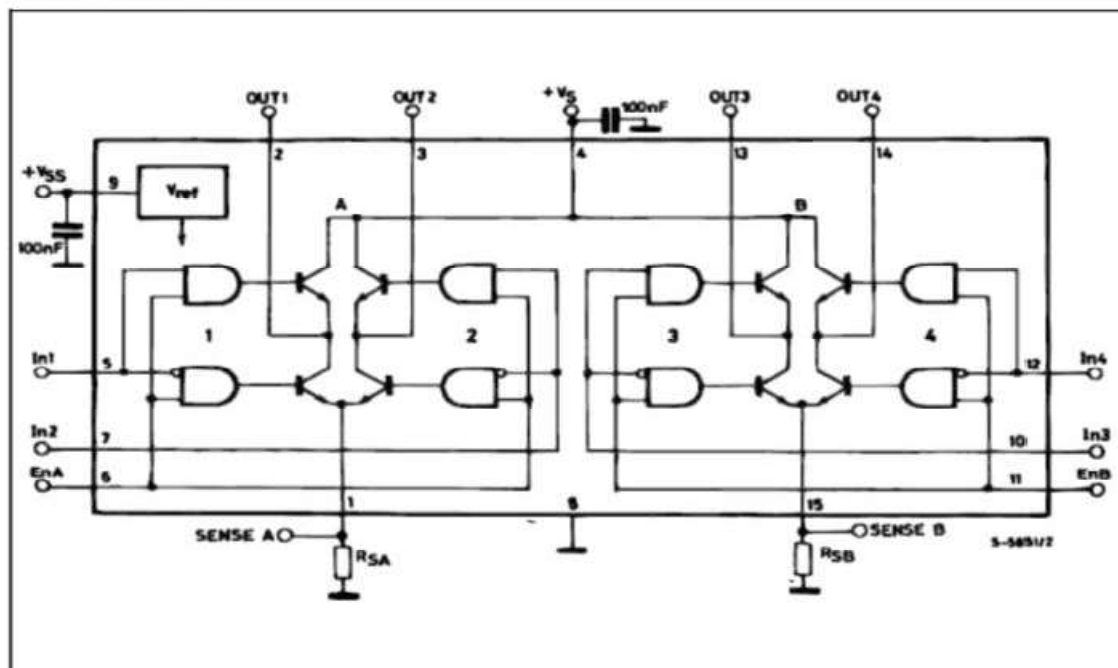 OUT1
OUT2
+VS
100nF
OUT3
OUT4
2
3
4
13
14
+VSS
9
Vref
100nF
A
B
1
2
3
4
In1
5
12
In4
In2
7
10
In3
EnA
6
11
EnB
1
8
15
SENSE A
RSA
SENSE B
RSB
S-5851/2